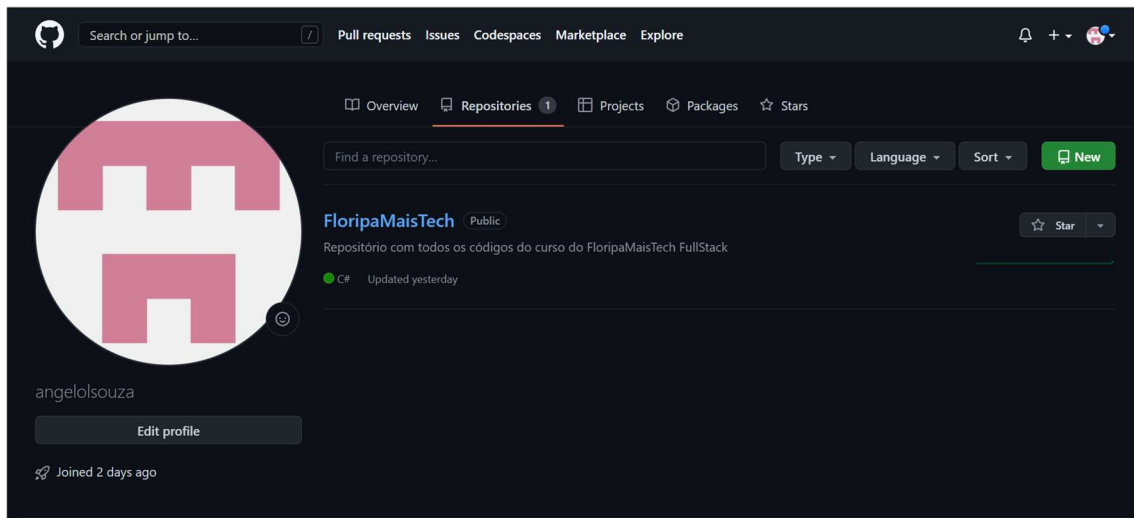 Search or jump to... /
Pull requests Issues Codespaces Marketplace Explore
Overview Repositories 1 Projects Packages Stars
Find a repository...
Type Language Sort New
FloripaMaisTech Public
Star
Repositório com todos os códigos do curso do FloripaMaisTech FullStack
C# Updated yesterday
angelolsouza
Edit profile
Joined 2 days ago